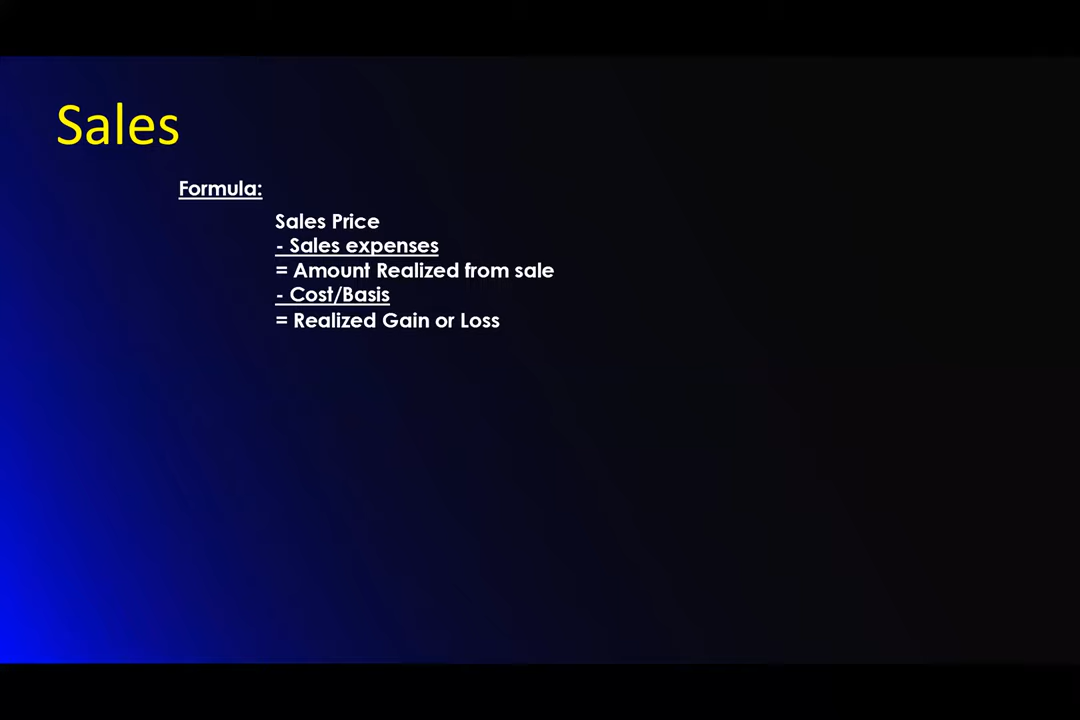 Sales
Formula:
Sales Price
- Sales expenses
= Amount Realized from sale
- Cost/Basis
= Realized Gain or Loss